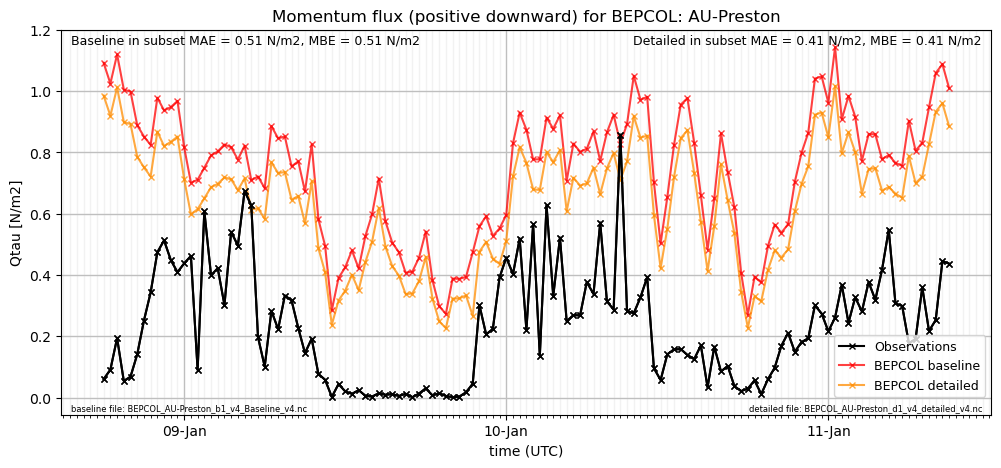 Momentum flux (positive downward) for BEPCOL: AU-Preston
Baseline in subset MAE = 0.51 N/m2, MBE = 0.51 N/m2
Detailed in subset MAE = 0.41 N/m2, MBE = 0.41 N/m2
Qtau [N/m2]
1.2
1.0
0.8
0.6
0.4
0.2
0.0
Observations
BEPCOL baseline
BEPCOL detailed
baseline file: BEPCOL_AU-Preston_b1_v4_Baseline_v4.nc
detailed file: BEPCOL_AU-Preston_d1_v4_detailed_v4.nc
09-Jan
10-Jan
11-Jan
time (UTC)